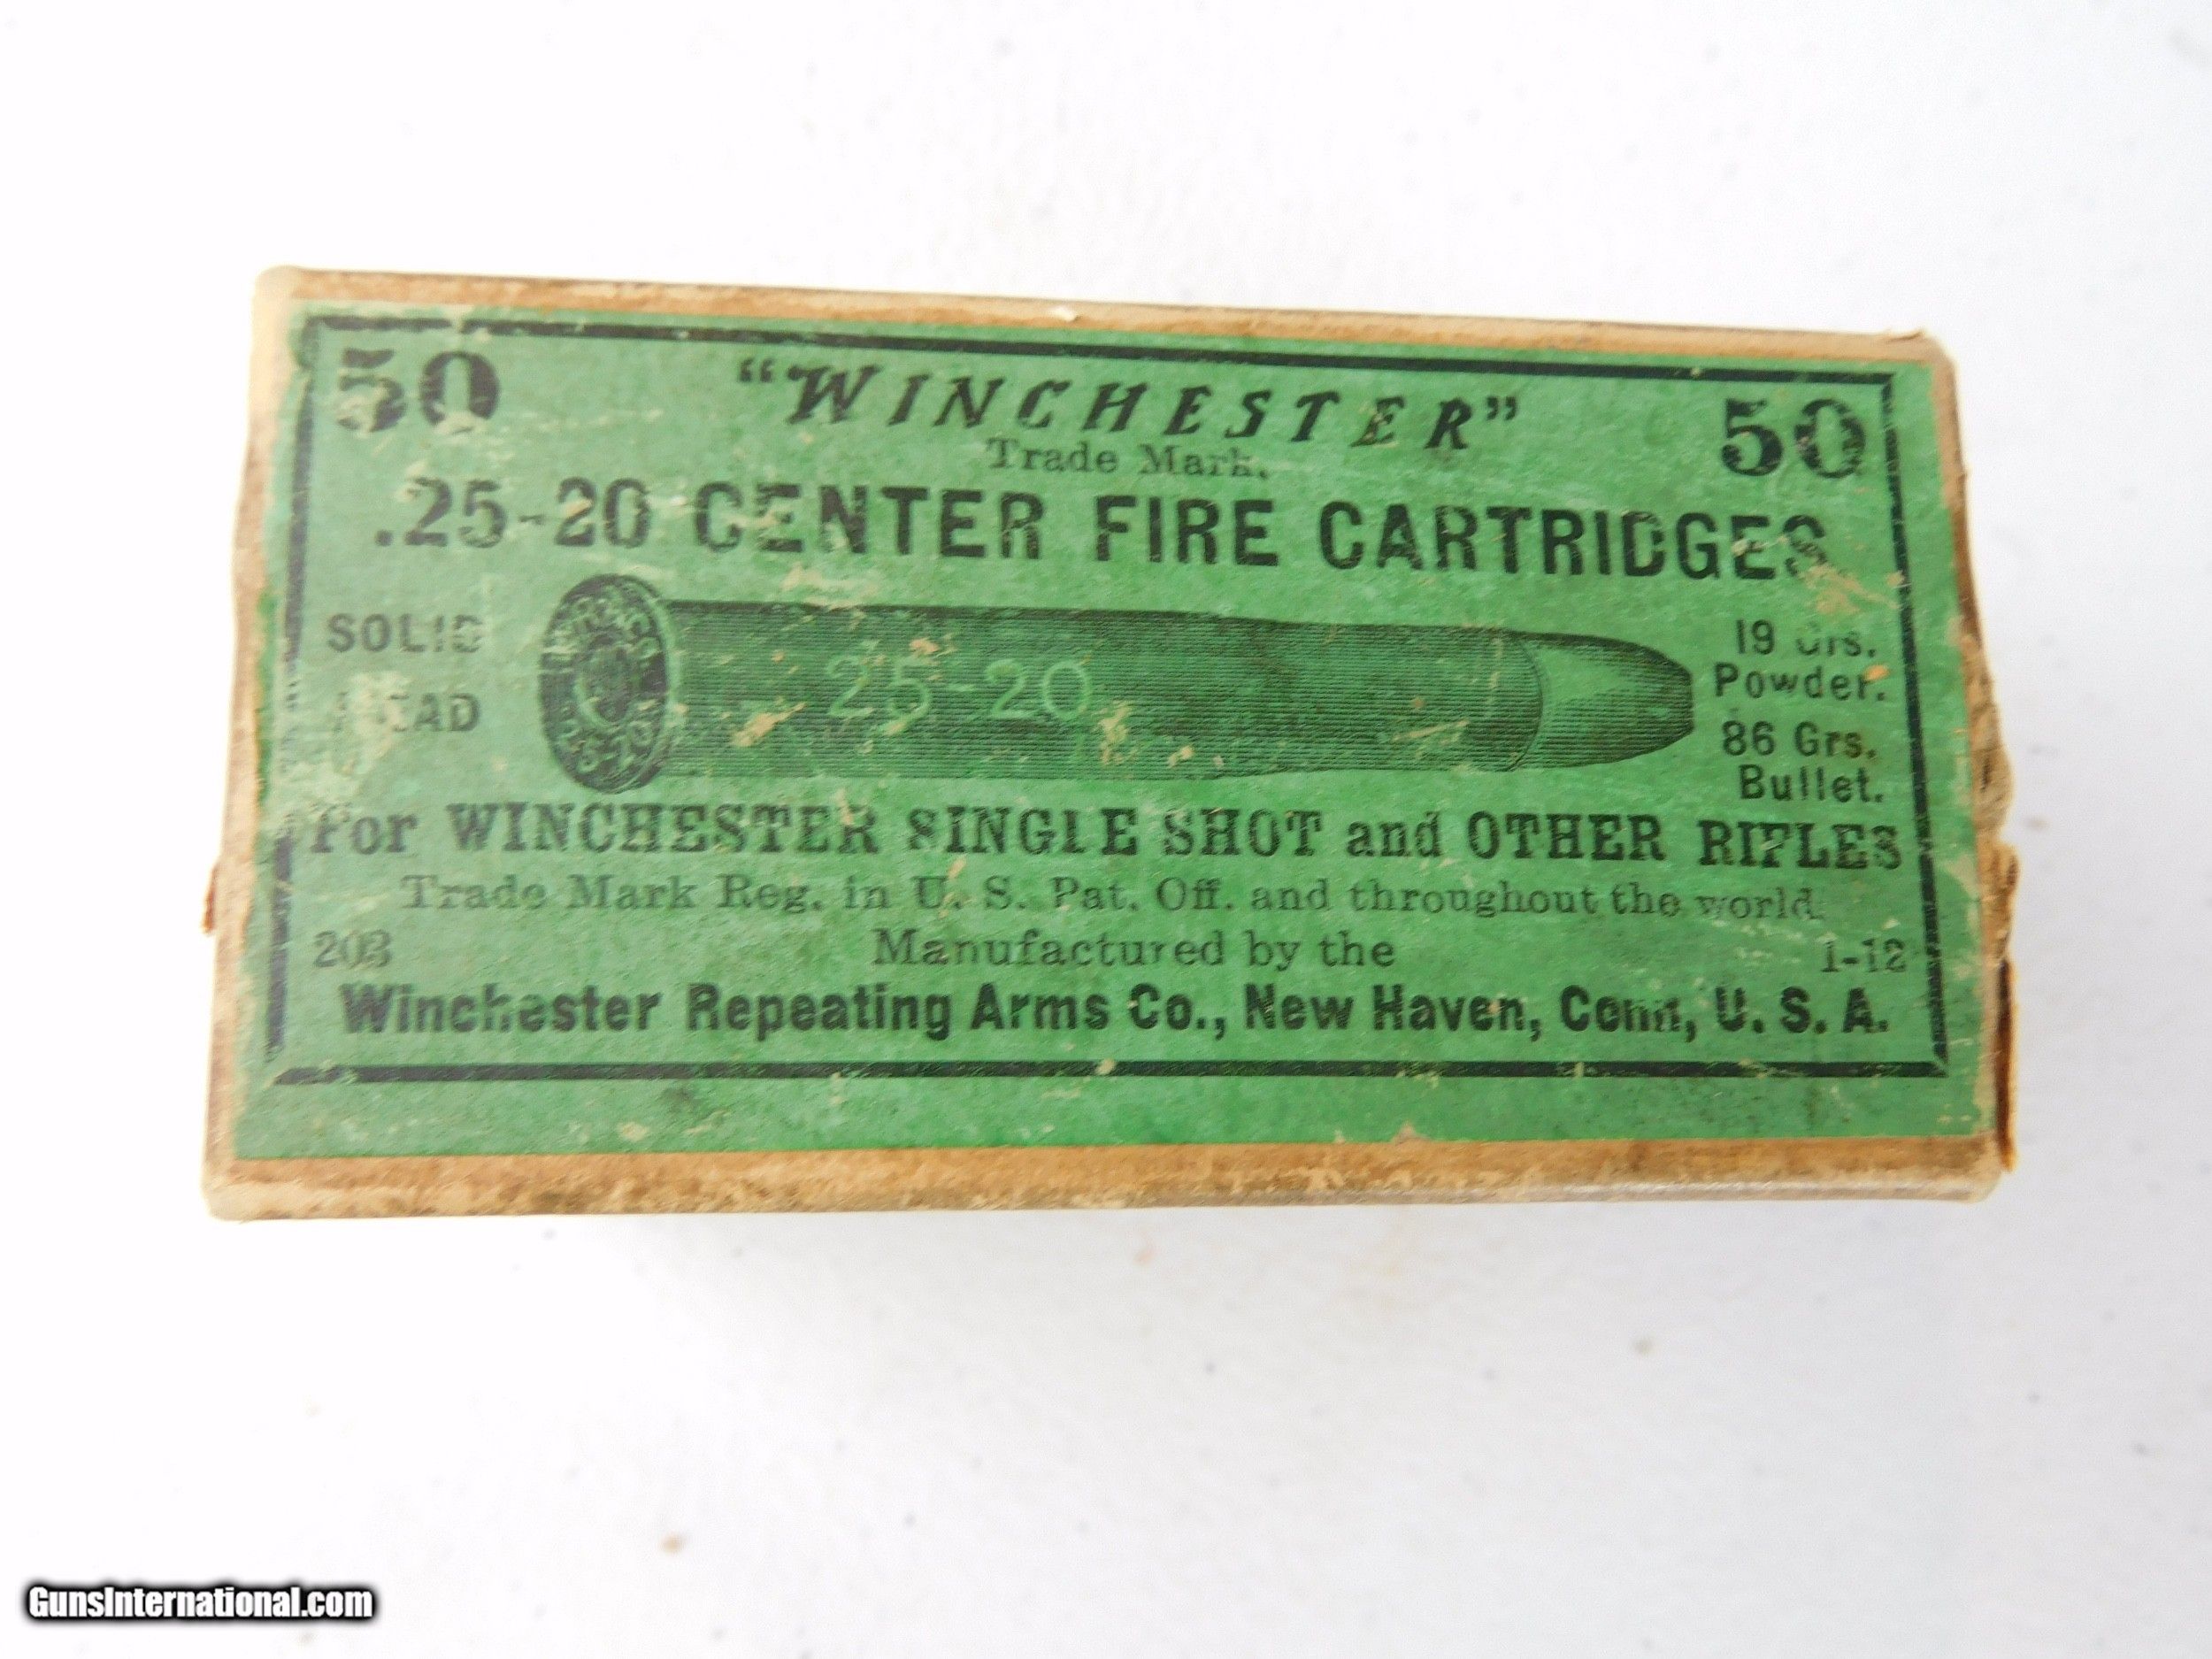 50 "WINCHESTER" 50
Trade Mark.
.25-20 CENTER FIRE CARTRIDGES
SOLID
HEAD
25-20
19 Grs.
Powder.
86 Grs.
Bullet.
For WINCHESTER SINGLE SHOT and OTHER RIFLES
Trade Mark Reg. in U. S. Pat. Off. and throughout the world.
203 Manufactured by the 1-12
Winchester Repeating Arms Co., New Haven, Conn., U. S. A.
GunsInternational.com